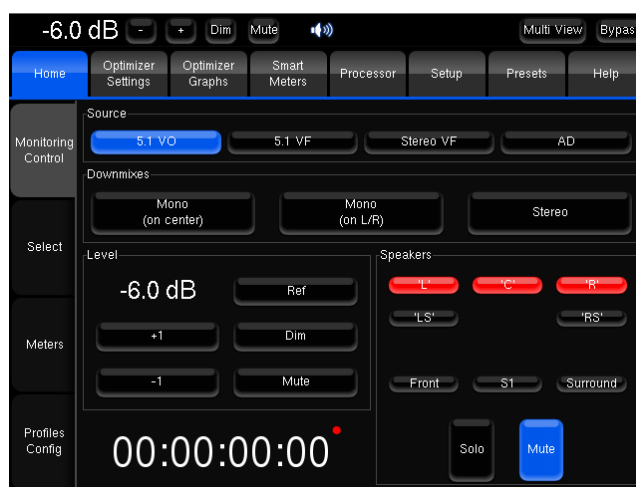 -6.0 dB - + Dim Mute Multi View Bypas
Home Optimizer Settings Optimizer Graphs Smart Meters Processor Setup Presets Help
Monitoring Control
Select
Meters
Profiles Config
Source
5.1 VO 5.1 VF Stereo VF AD
Downmixes
Mono (on center) Mono (on L/R) Stereo
Level
-6.0 dB Ref
+1 Dim
-1 Mute
00:00:00:00
Speakers
'L' 'C' 'R'
'LS' 'RS'
Front S1 Surround
Solo Mute